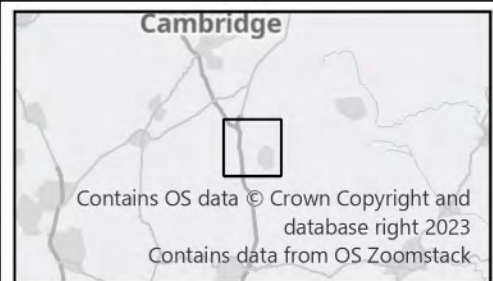 Cambridge
Contains OS data © Crown Copyright and
database right 2023
Contains data from OS Zoomstack